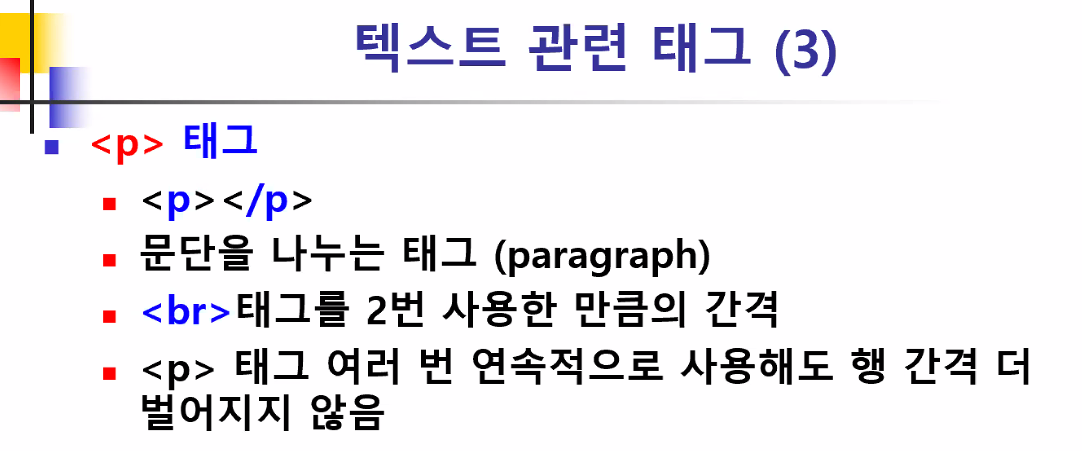 텍스트 관련 태그 (3)
<p> 태그
<p></p>
문단을 나누는 태그 (paragraph)
<br>태그를 2번 사용한 만큼의 간격
<p> 태그 여러 번 연속적으로 사용해도 행 간격 더
벌어지지 않음